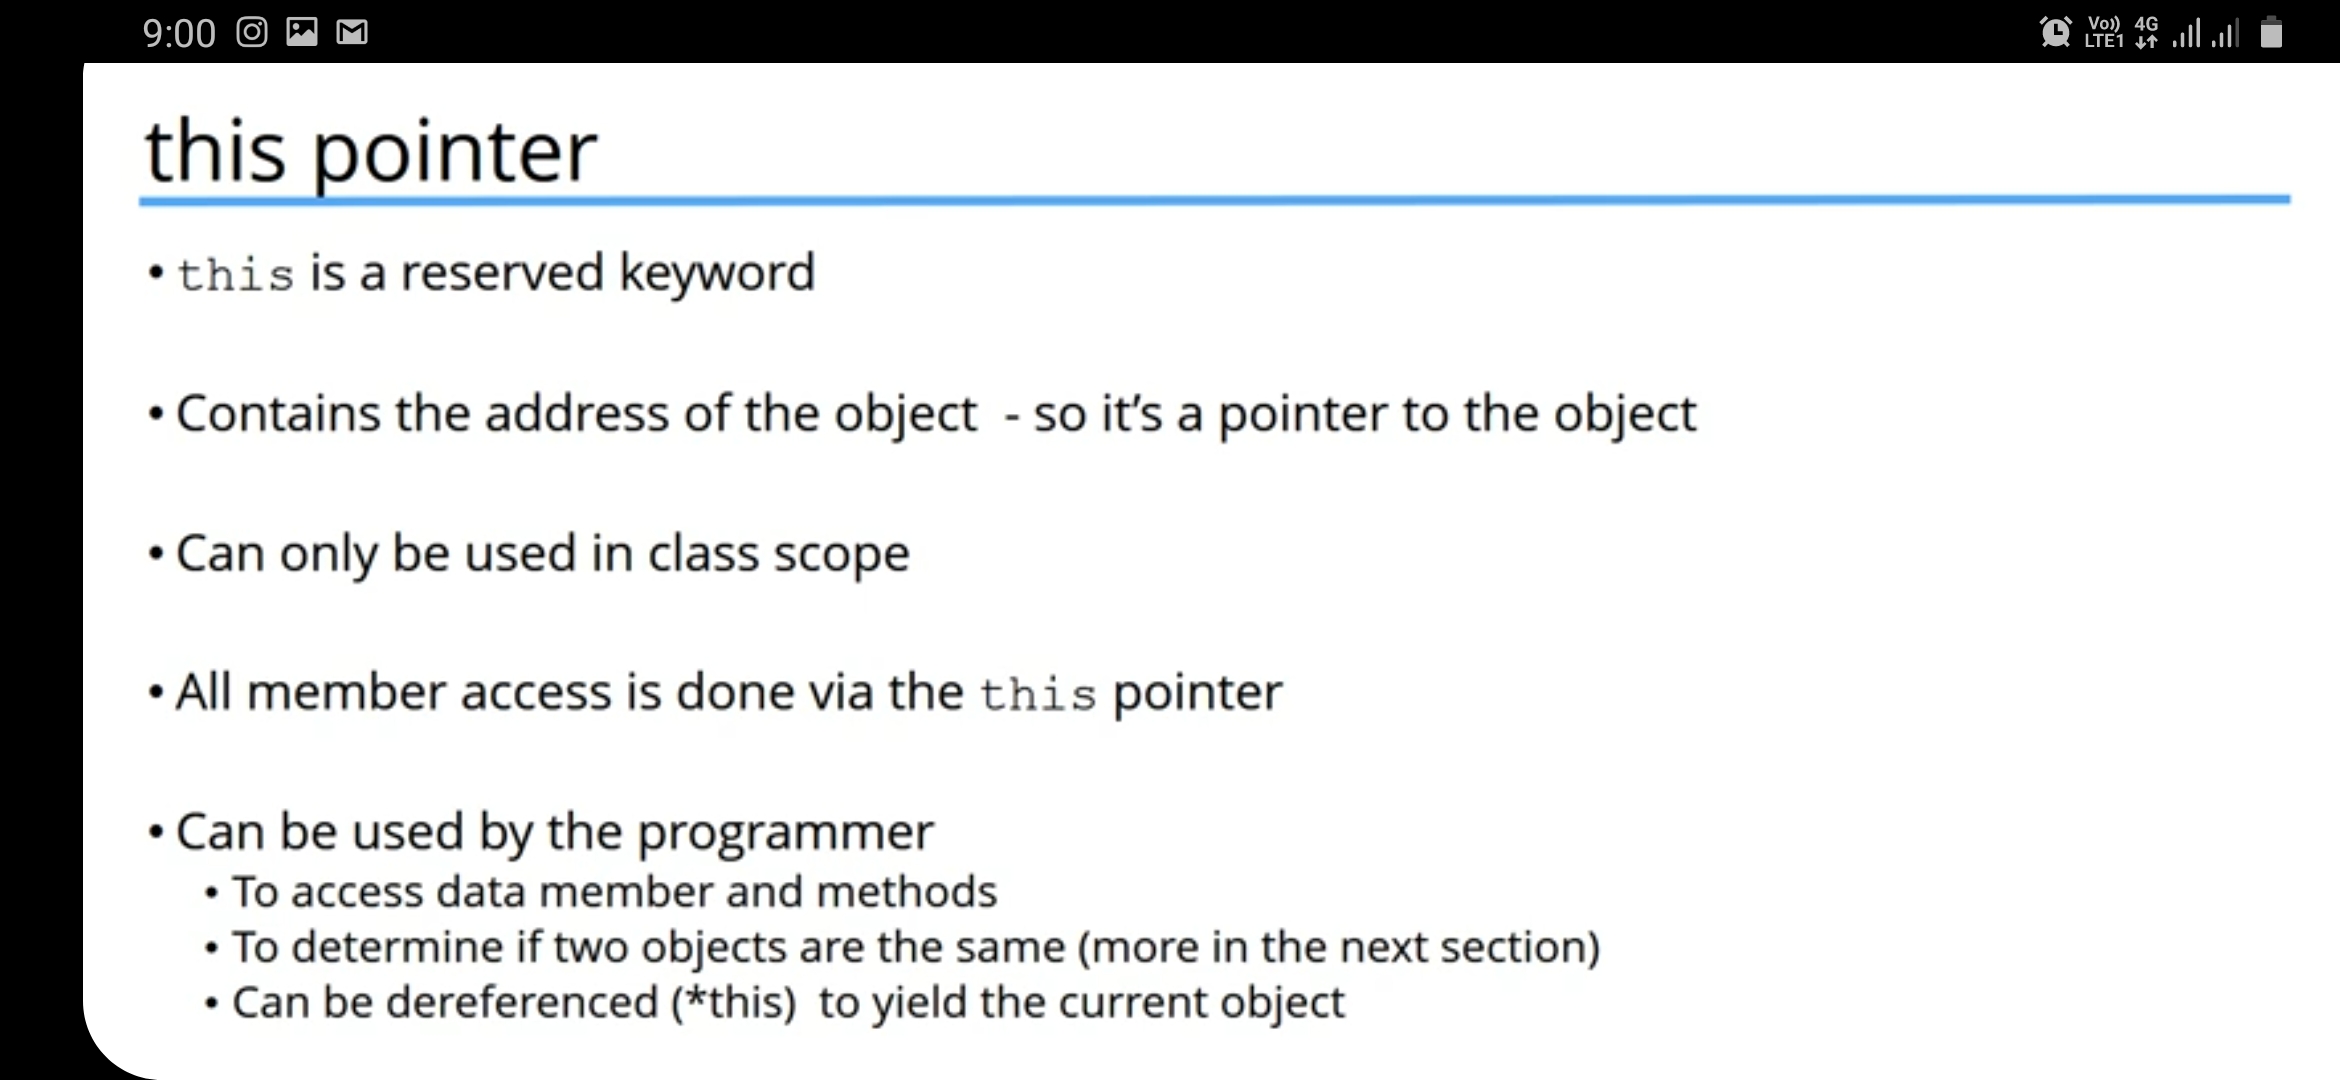 9:00
Vo)) LTE1 4G
this pointer
• this is a reserved keyword
• Contains the address of the object - so it’s a pointer to the object
• Can only be used in class scope
• All member access is done via the this pointer
• Can be used by the programmer
• To access data member and methods
• To determine if two objects are the same (more in the next section)
• Can be dereferenced (*this) to yield the current object